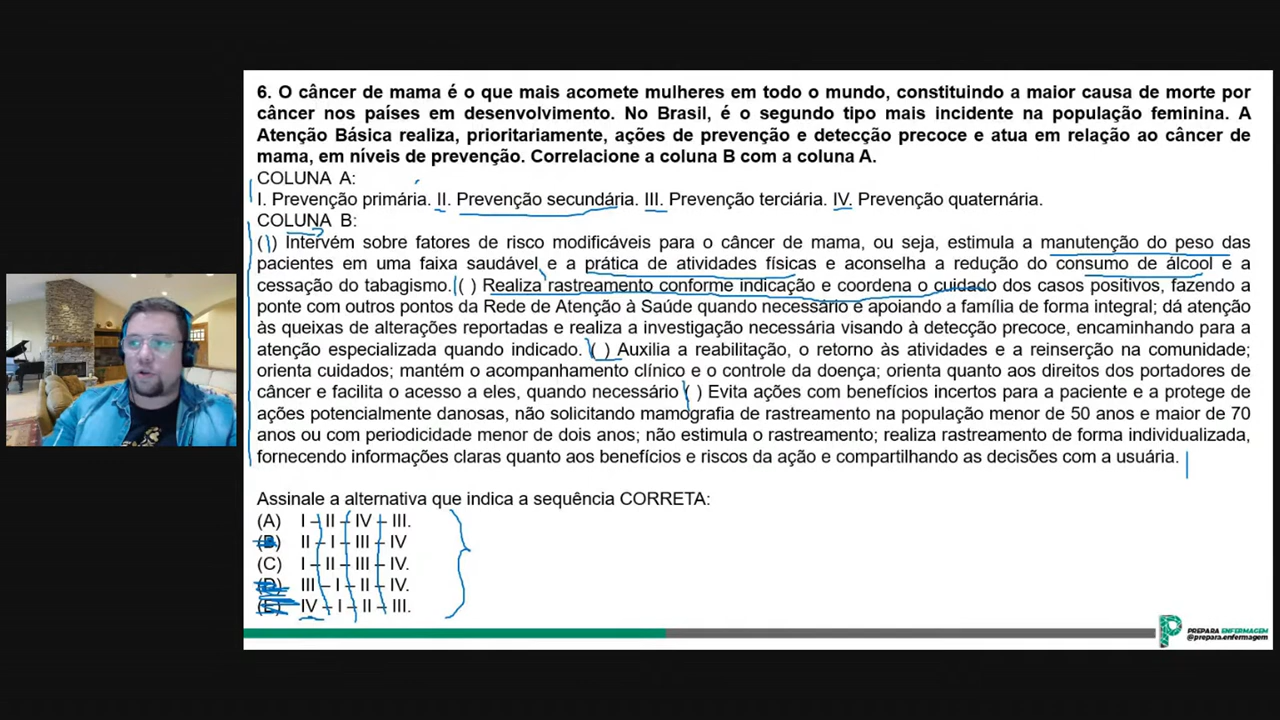 6. O câncer de mama é o que mais acomete mulheres em todo o mundo, constituindo a maior causa de morte por
câncer nos países em desenvolvimento. No Brasil, é o segundo tipo mais incidente na população feminina. A
Atenção Básica realiza, prioritariamente, ações de prevenção e detecção precoce e atua em relação ao câncer de
mama, em níveis de prevenção. Correlacione a coluna B com a coluna A.
COLUNA A:
I. Prevenção primária. II. Prevenção secundária. III. Prevenção terciária. IV. Prevenção quaternária.
COLUNA B:
( ) Intervém sobre fatores de risco modificáveis para o câncer de mama, ou seja, estimula a manutenção do peso das
pacientes em uma faixa saudável e a prática de atividades físicas e aconselha a redução do consumo de álcool e a
cessação do tabagismo. ( ) Realiza rastreamento conforme indicação e coordena o cuidado dos casos positivos, fazendo a
ponte com outros pontos da Rede de Atenção à Saúde quando necessário e apoiando a família de forma integral; dá atenção
às queixas de alterações reportadas e realiza a investigação necessária visando à detecção precoce, encaminhando para a
atenção especializada quando indicado. ( ) Auxilia a reabilitação, o retorno às atividades e a reinserção na comunidade;
orienta cuidados; mantém o acompanhamento clínico e o controle da doença; orienta quanto aos direitos dos portadores de
câncer e facilita o acesso a eles, quando necessário ( ) Evita ações com benefícios incertos para a paciente e a protege de
ações potencialmente danosas, não solicitando mamografia de rastreamento na população menor de 50 anos e maior de 70
anos ou com periodicidade menor de dois anos; não estimula o rastreamento; realiza rastreamento de forma individualizada,
fornecendo informações claras quanto aos benefícios e riscos da ação e compartilhando as decisões com a usuária.
Assinale a alternativa que indica a sequência CORRETA:
(A) I – II – IV – III.
(B) II – I – III – IV
(C) I – II – III – IV.
(D) III – I – II – IV.
(E) IV – I – II – III.
PREPARA ENFERMAGEM
@prepara.enfermagem